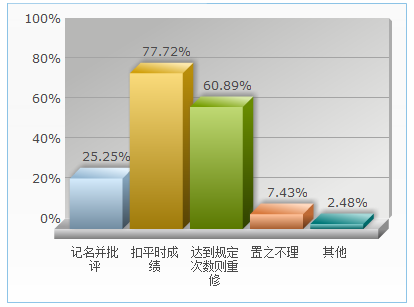 100%
80%
60%
40%
20%
0%
25.25%
77.72%
60.89%
7.43%
2.48%
记名并批
评
扣平时成
绩
达到规定
次数则重
修
置之不理
其他